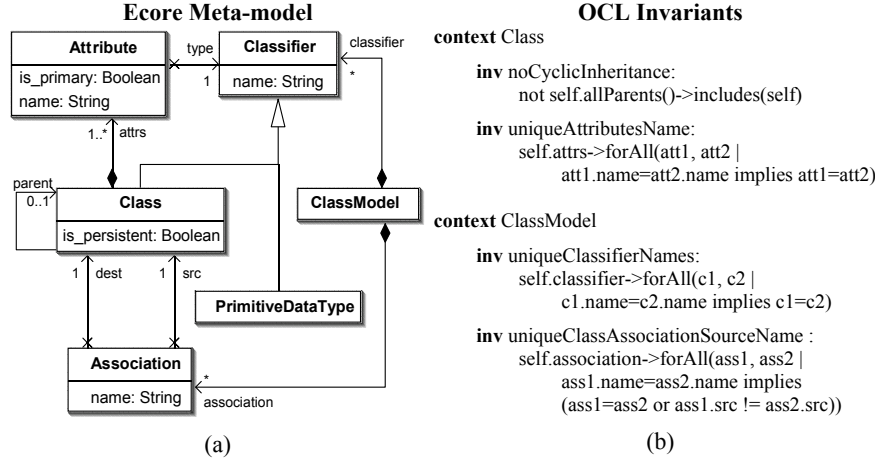 Ecore Meta-model
Attribute
is_primary: Boolean
name: String
type
1
Classifier
name: String
classifier
*
1..*
attrs
parent
0..1
Class
is_persistent: Boolean
ClassModel
1
dest
1
src
PrimitiveDataType
Association
name: String
*
association
(a)
OCL Invariants
context Class
inv noCyclicInheritance:
not self.allParents()->includes(self)
inv uniqueAttributesName:
self.attrs->forAll(att1, att2 |
att1.name=att2.name implies att1=att2)
context ClassModel
inv uniqueClassifierNames:
self.classifier->forAll(c1, c2 |
c1.name=c2.name implies c1=c2)
inv uniqueClassAssociationSourceName :
self.association->forAll(ass1, ass2 |
ass1.name=ass2.name implies
(ass1=ass2 or ass1.src != ass2.src))
(b)